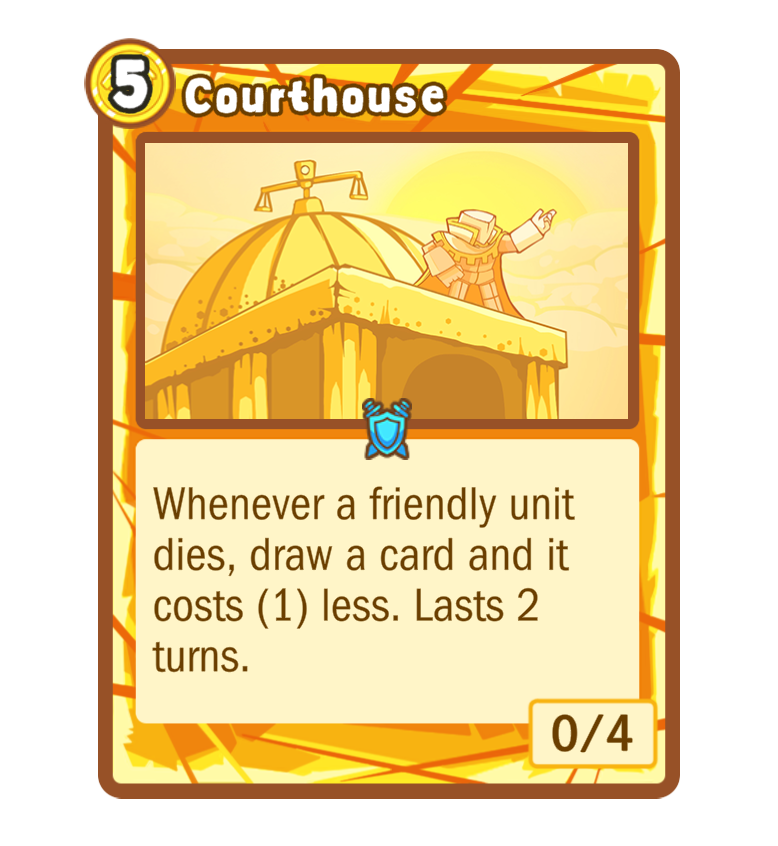 5
Courthouse
Whenever a friendly unit
dies, draw a card and it
costs (1) less. Lasts 2
turns.
0/4